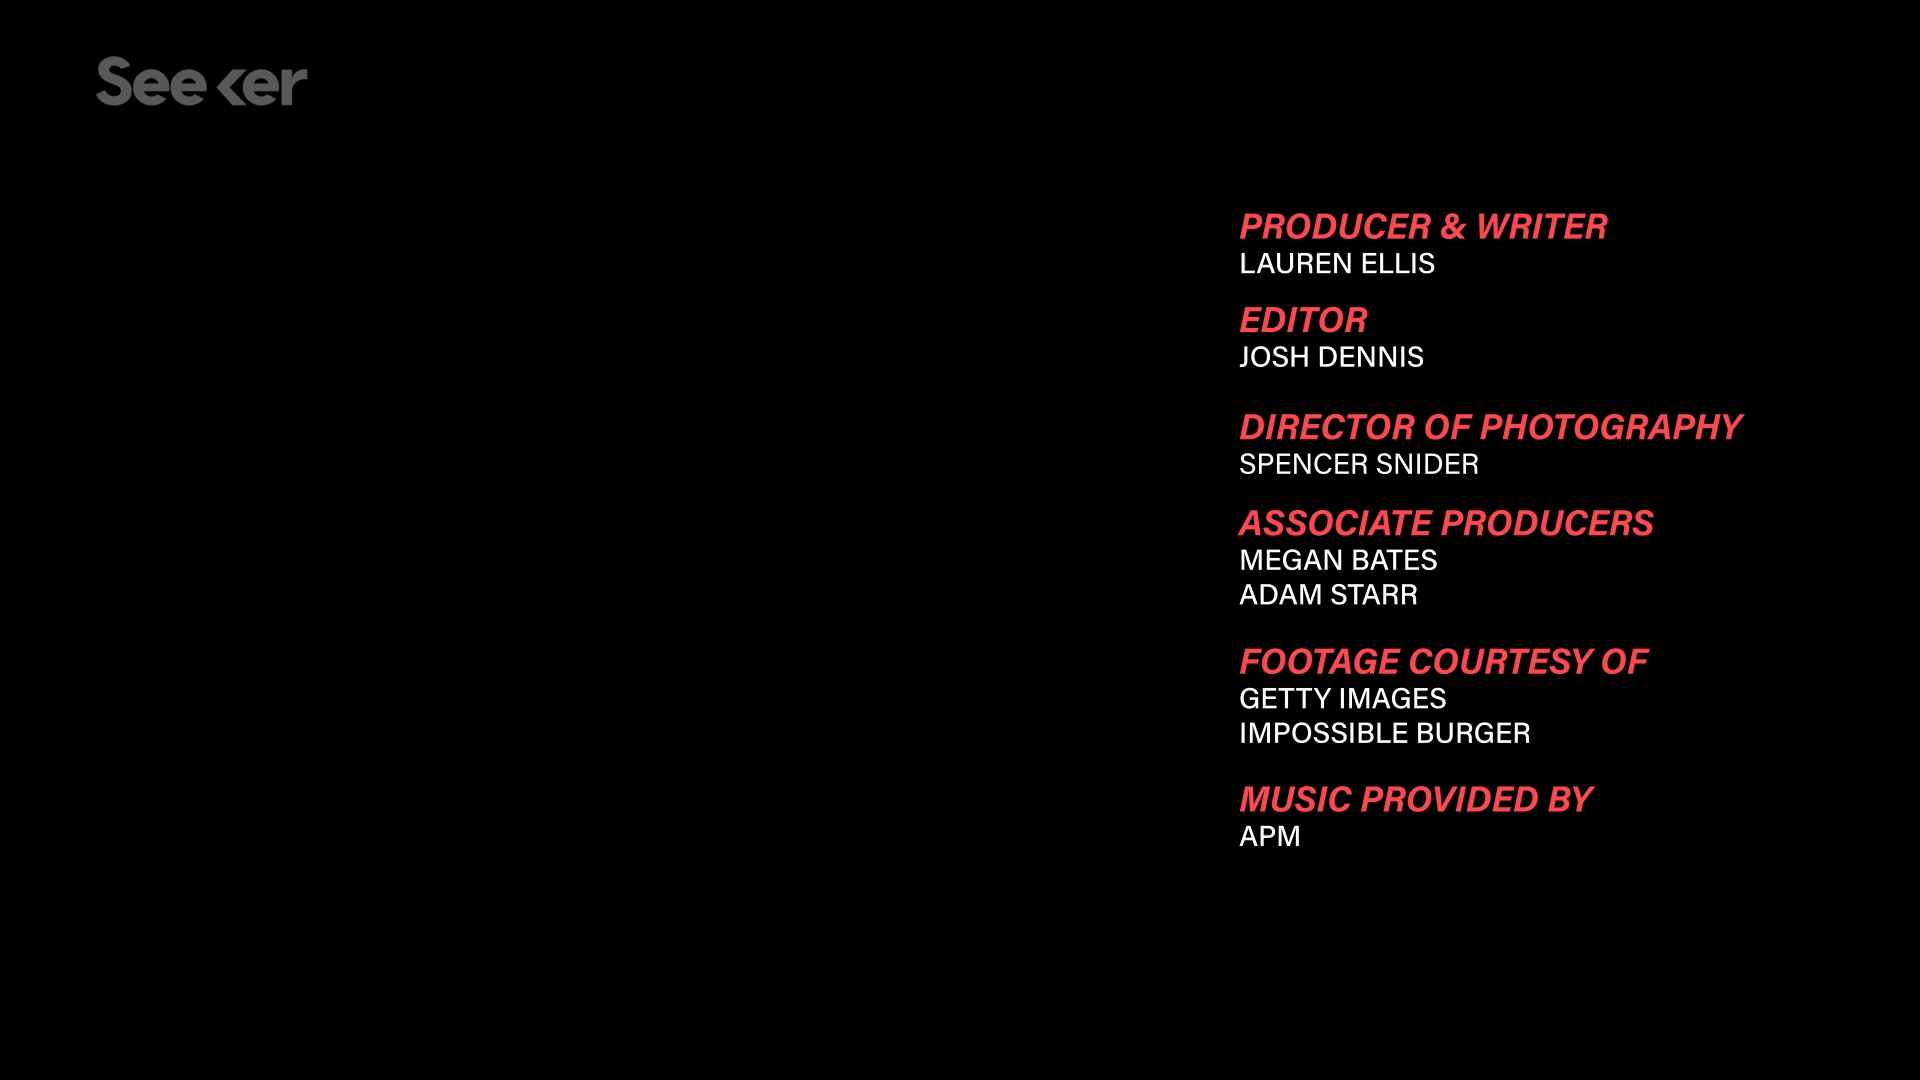 Seeker
PRODUCER & WRITER
LAUREN ELLIS
EDITOR
JOSH DENNIS
DIRECTOR OF PHOTOGRAPHY
SPENCER SNIDER
ASSOCIATE PRODUCERS
MEGAN BATES
ADAM STARR
FOOTAGE COURTESY OF
GETTY IMAGES
IMPOSSIBLE BURGER
MUSIC PROVIDED BY
APM